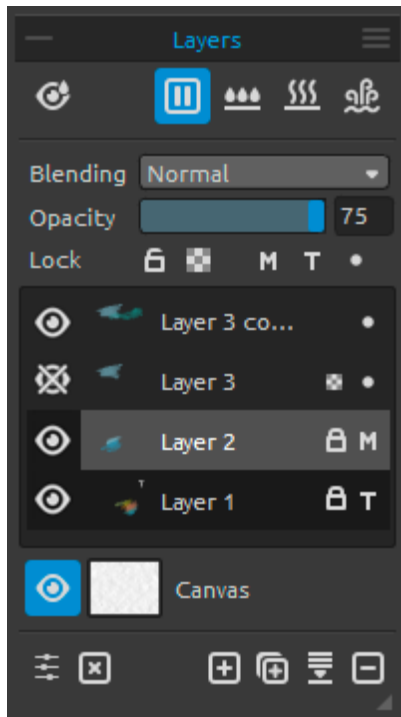 Layers
Blending Normal
Opacity 75
Lock M T
Layer 3 co...
Layer 3
Layer 2 M
T
Layer 1 T
Canvas